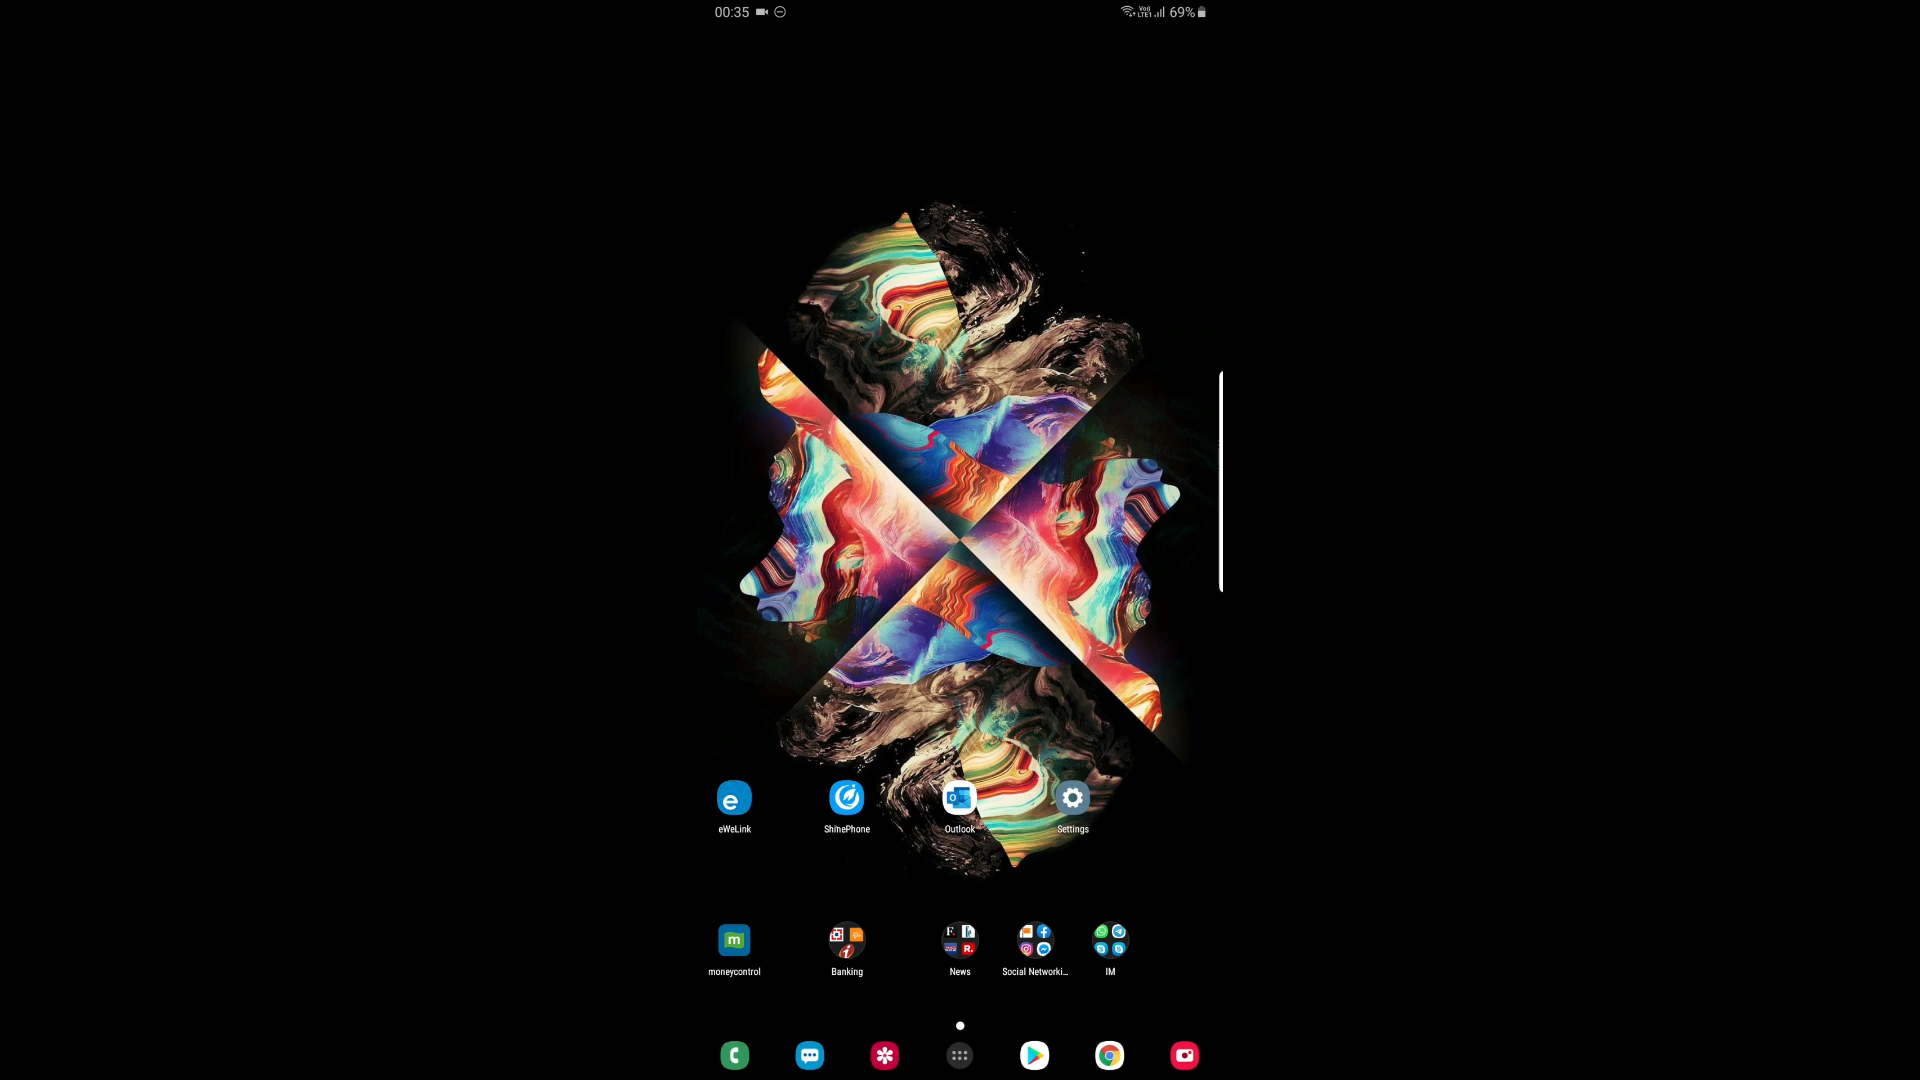 00:35
69%
eWeLink
ShinePhone
Outlook
Settings
moneycontrol
Banking
News
Social Networki...
IM